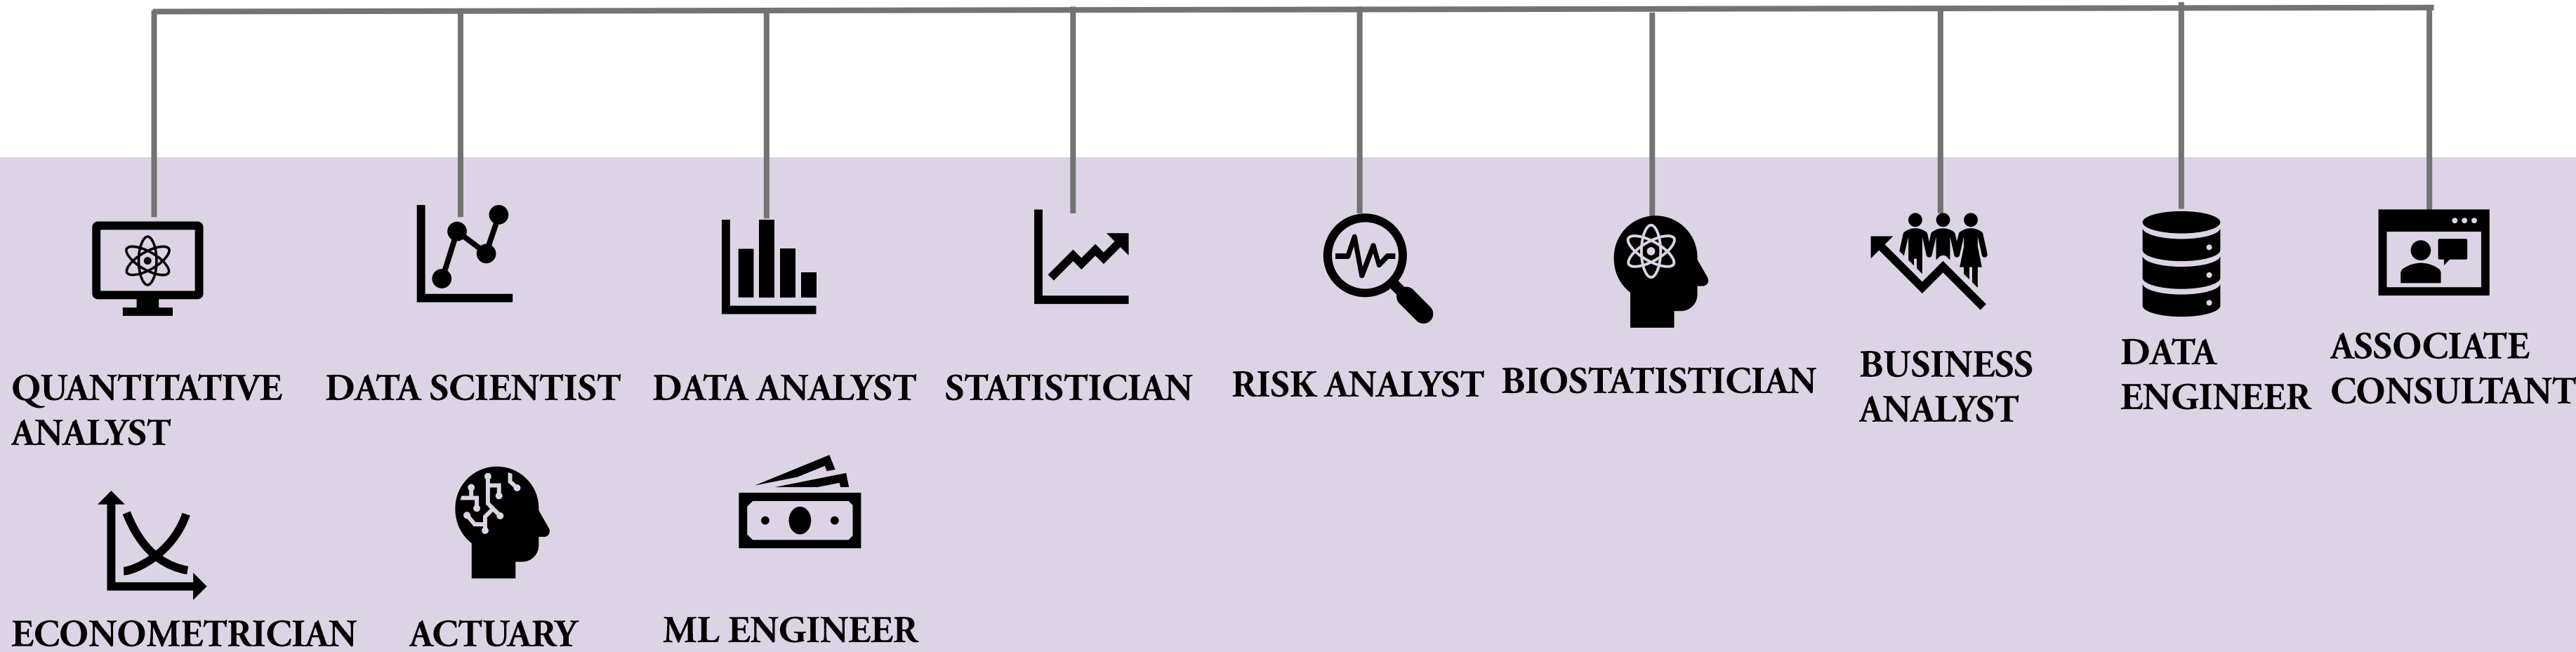 QUANTITATIVE
ANALYST
DATA SCIENTIST
DATA ANALYST
STATISTICIAN
RISK ANALYST
BIOSTATISTICIAN
BUSINESS
ANALYST
DATA
ENGINEER
ASSOCIATE
CONSULTANT
ECONOMETRICIAN
ACTUARY
ML ENGINEER